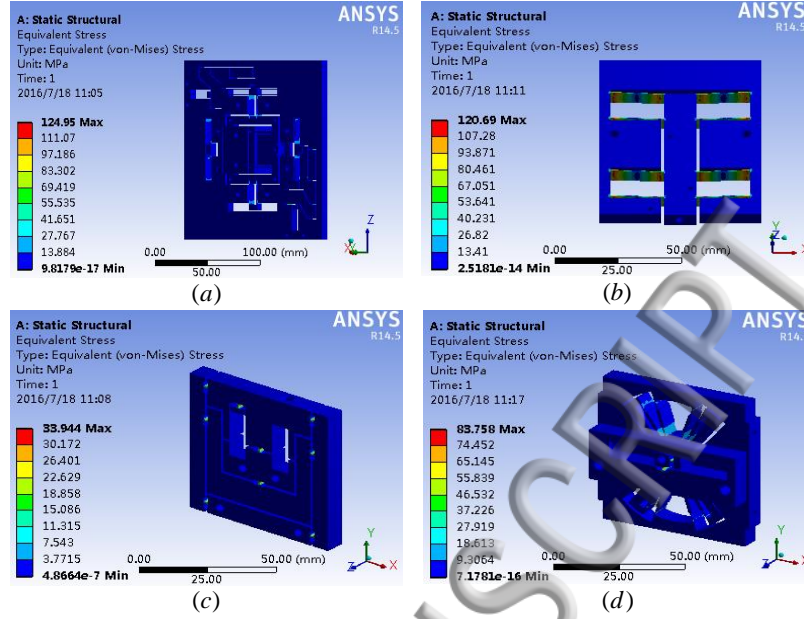 A: Static Structural
Equivalent Stress
Type: Equivalent (von-Mises) Stress
Unit: MPa
Time: 1
2016/7/18 11:05
ANSYS
R14.5
124.95 Max
111.07
97.186
83.302
69.419
55.535
41.651
27.767
13.884
9.8179e-17 Min
0.00
100.00 (mm)
50.00
Z
X
(a)
A: Static Structural
Equivalent Stress
Type: Equivalent (von-Mises) Stress
Unit: MPa
Time: 1
2016/7/18 11:11
ANSYS
R14.5
120.69 Max
107.28
93.871
80.461
67.051
53.641
40.231
26.82
13.41
2.5181e-14 Min
0.00
50.00 (mm)
25.00
Y
Z
X
(b)
A: Static Structural
Equivalent Stress
Type: Equivalent (von-Mises) Stress
Unit: MPa
Time: 1
2016/7/18 11:08
ANSYS
R14.5
33.944 Max
30.172
26.401
22.629
18.858
15.086
11.315
7.543
3.7715
4.8664e-7 Min
0.00
50.00 (mm)
25.00
Y
Z
X
(c)
A: Static Structural
Equivalent Stress
Type: Equivalent (von-Mises) Stress
Unit: MPa
Time: 1
2016/7/18 11:17
ANSYS
R14.5
83.758 Max
74.452
65.145
55.839
46.532
37.226
27.919
18.613
9.3064
7.1781e-16 Min
0.00
50.00 (mm)
25.00
Y
Z
X
(d)
SCRIPT